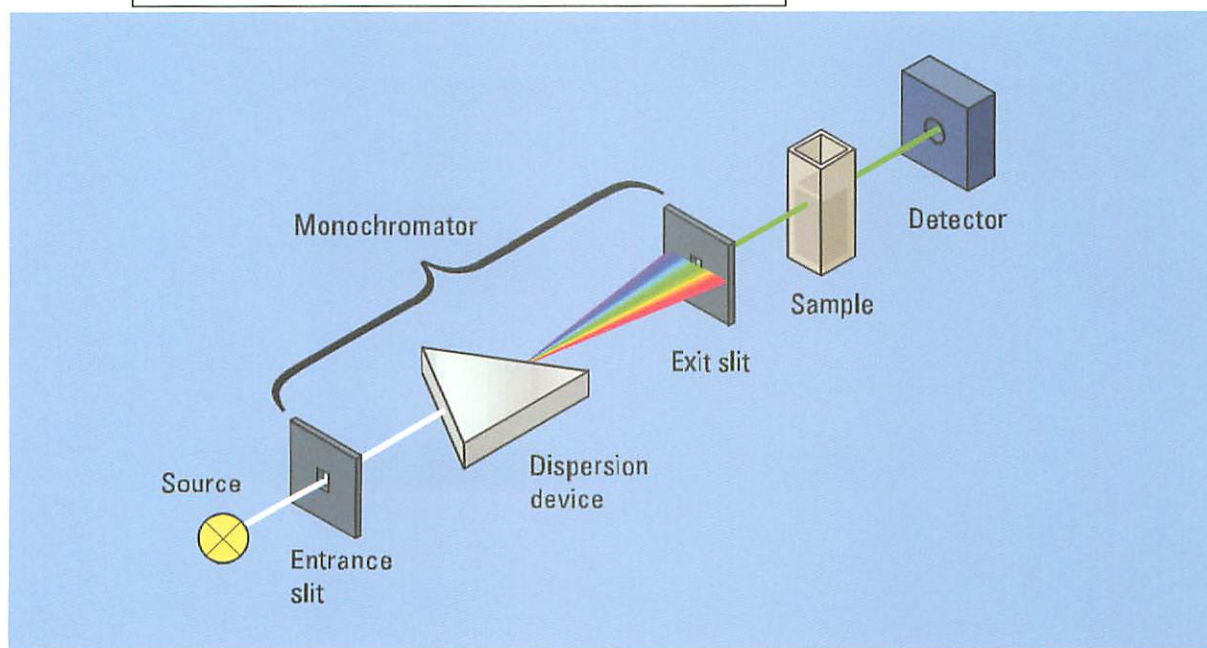 Monochromator
Detector
Sample
Exit slit
Dispersion
device
Source
Entrance
slit